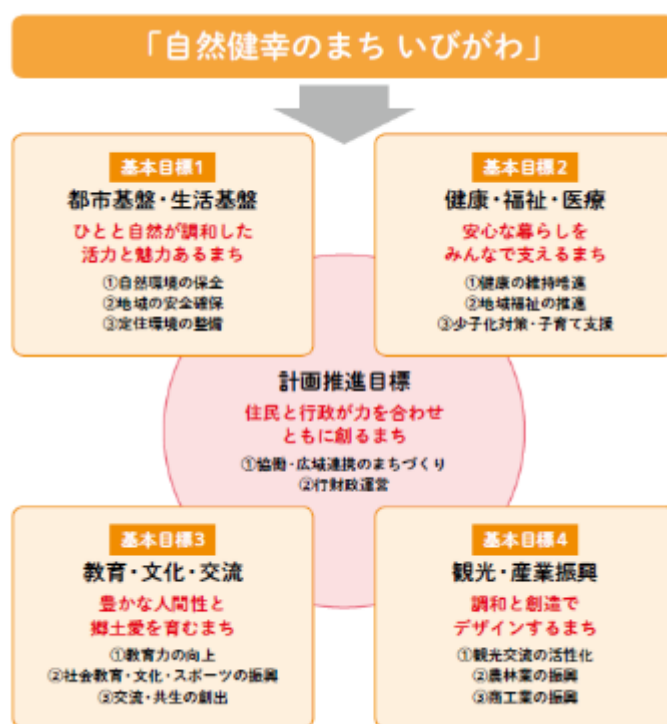 「自然健幸のまち いびがわ」
基本目標1
都市基盤・生活基盤
ひとと自然が調和した
活力と魅力あるまち
①自然環境の保全
②地域の安全確保
③定住環境の整備
基本目標2
健康・福祉・医療
安心な暮らしを
みんなで支えるまち
①健康の維持増進
②地域福祉の推進
③少子化対策・子育て支援
計画推進目標
住民と行政が力を合わせ
ともに創るまち
①協働・広域連携のまちづくり
②行財政運営
基本目標3
教育・文化・交流
豊かな人間性と
郷土愛を育むまち
①教育力の向上
②社会教育・文化・スポーツの振興
③交流・共生の創出
基本目標4
観光・産業振興
調和と創造で
デザインするまち
①観光交流の活性化
②農林業の振興
③商工業の振興